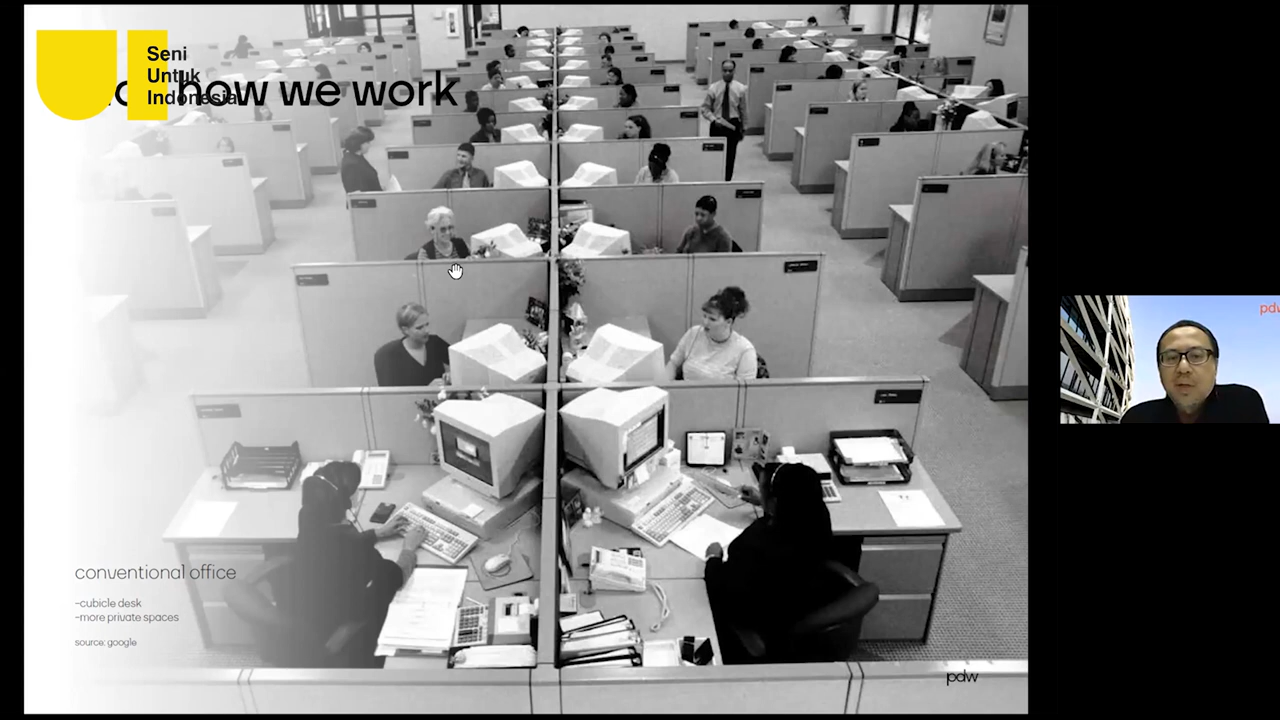 Seni
Untuk
Indonesia
how we work
pdw
conventional office
-cubicle desk
-more private spaces
source: google
pdw